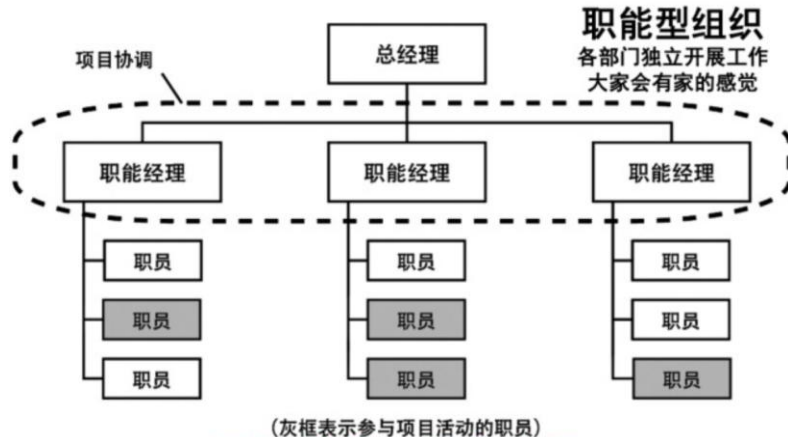 职能型组织
各部门独立开展工作
大家会有家的感觉
总经理
项目协调
职能经理 职能经理 职能经理
职员 职员 职员
职员 职员 职员
职员 职员 职员
(灰框表示参与项目活动的职员)